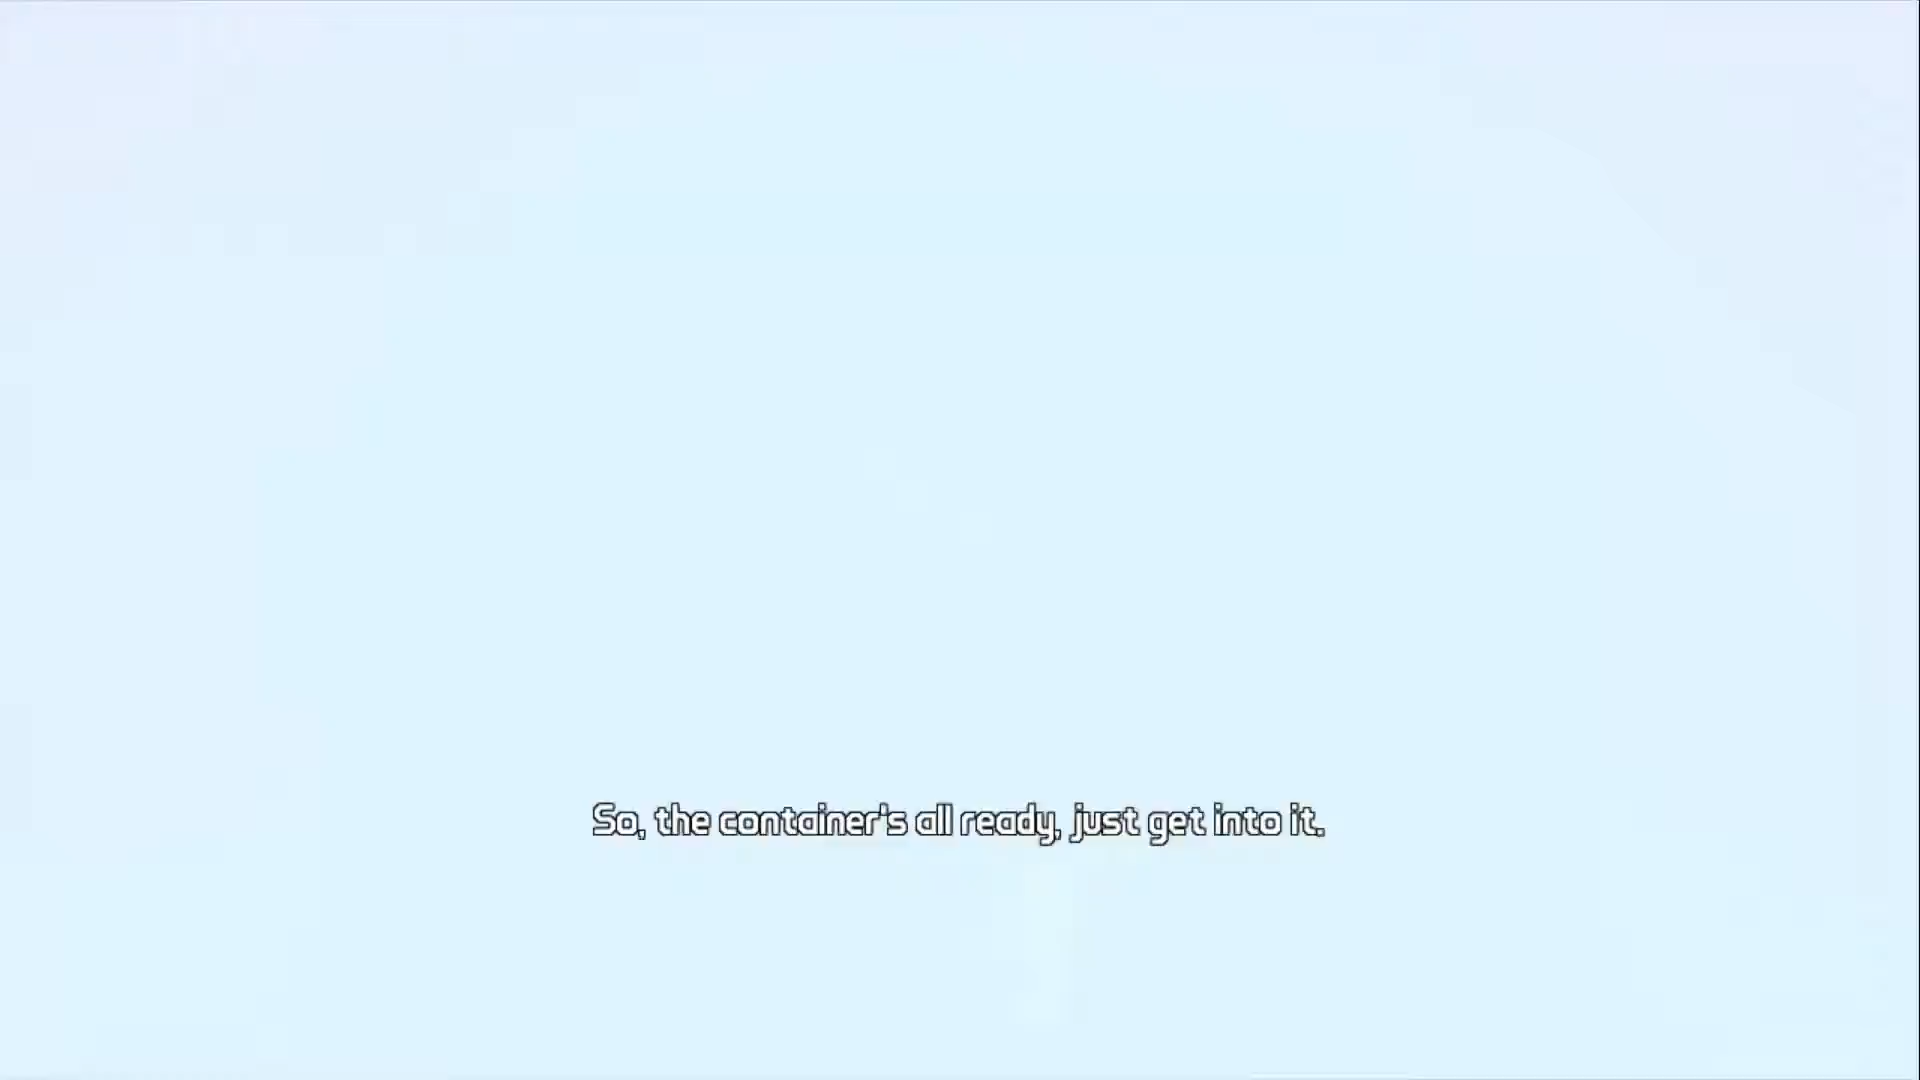 So, the container's all ready, just get into it.